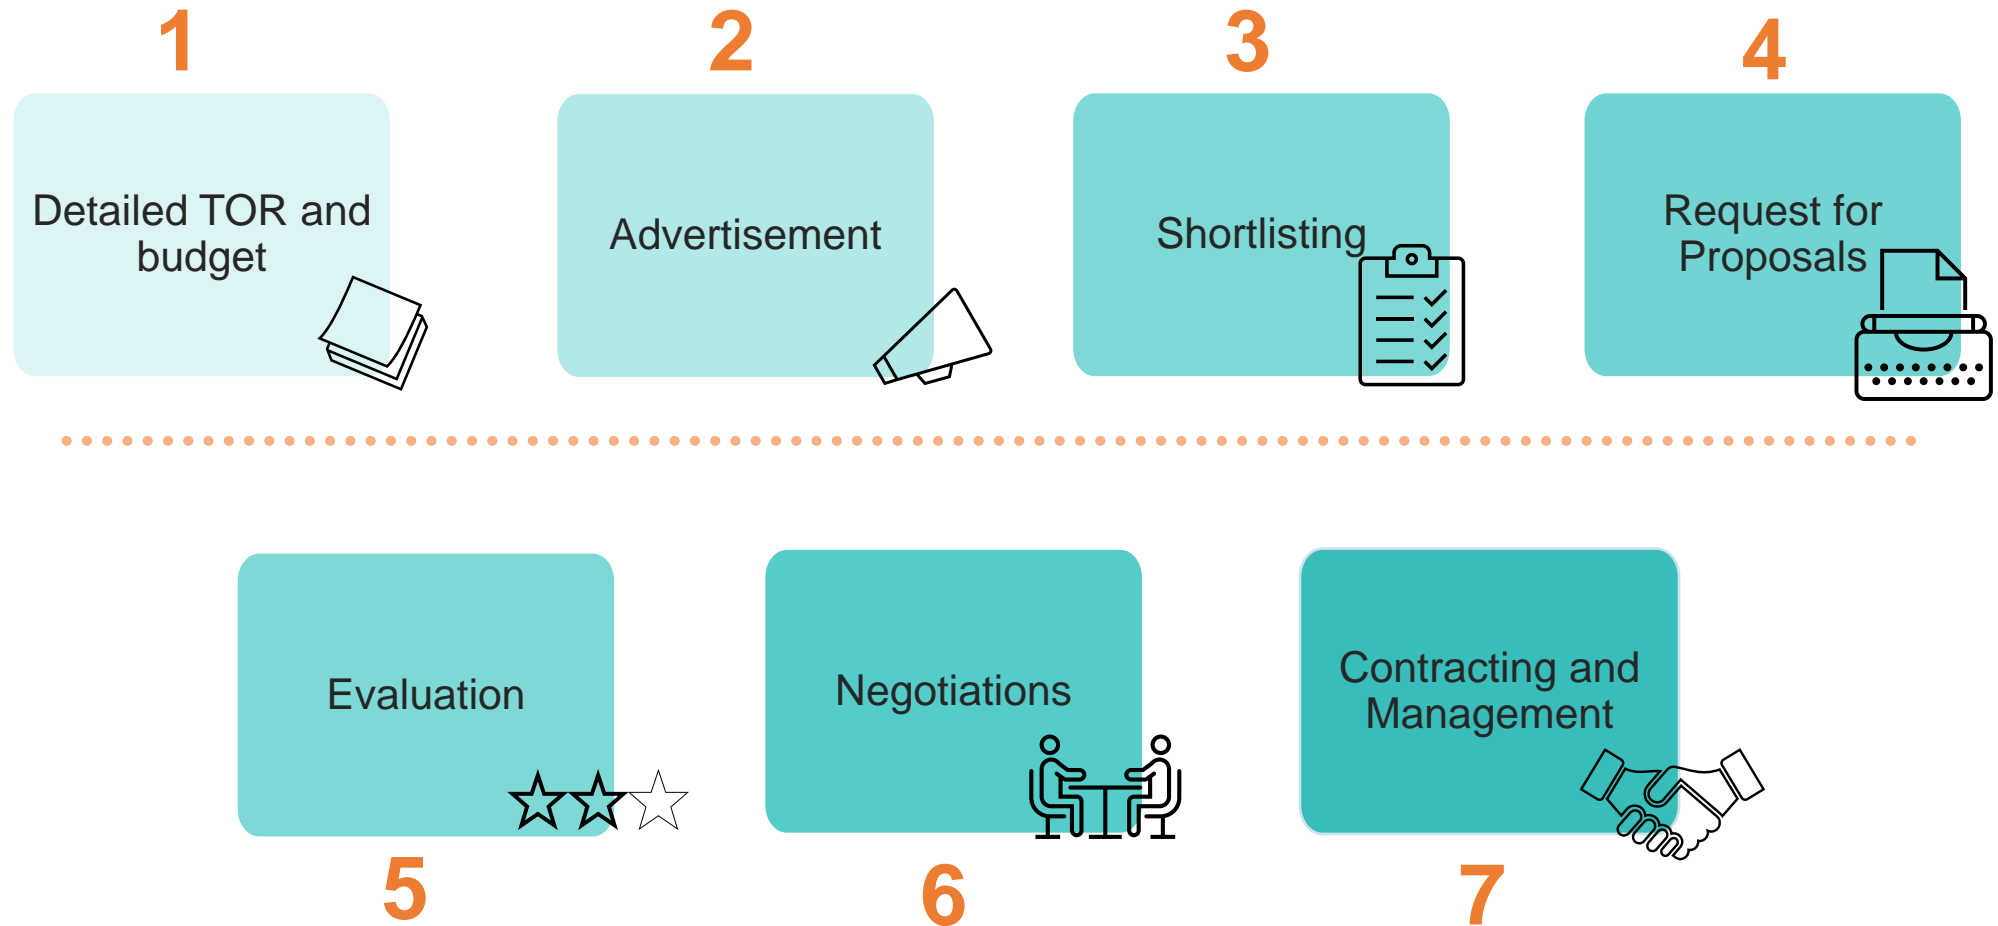 1
2
3
4
Detailed TOR and
budget
Advertisement
Shortlisting
Request for
Proposals
Evaluation
Negotiations
Contracting and
Management
5
6
7